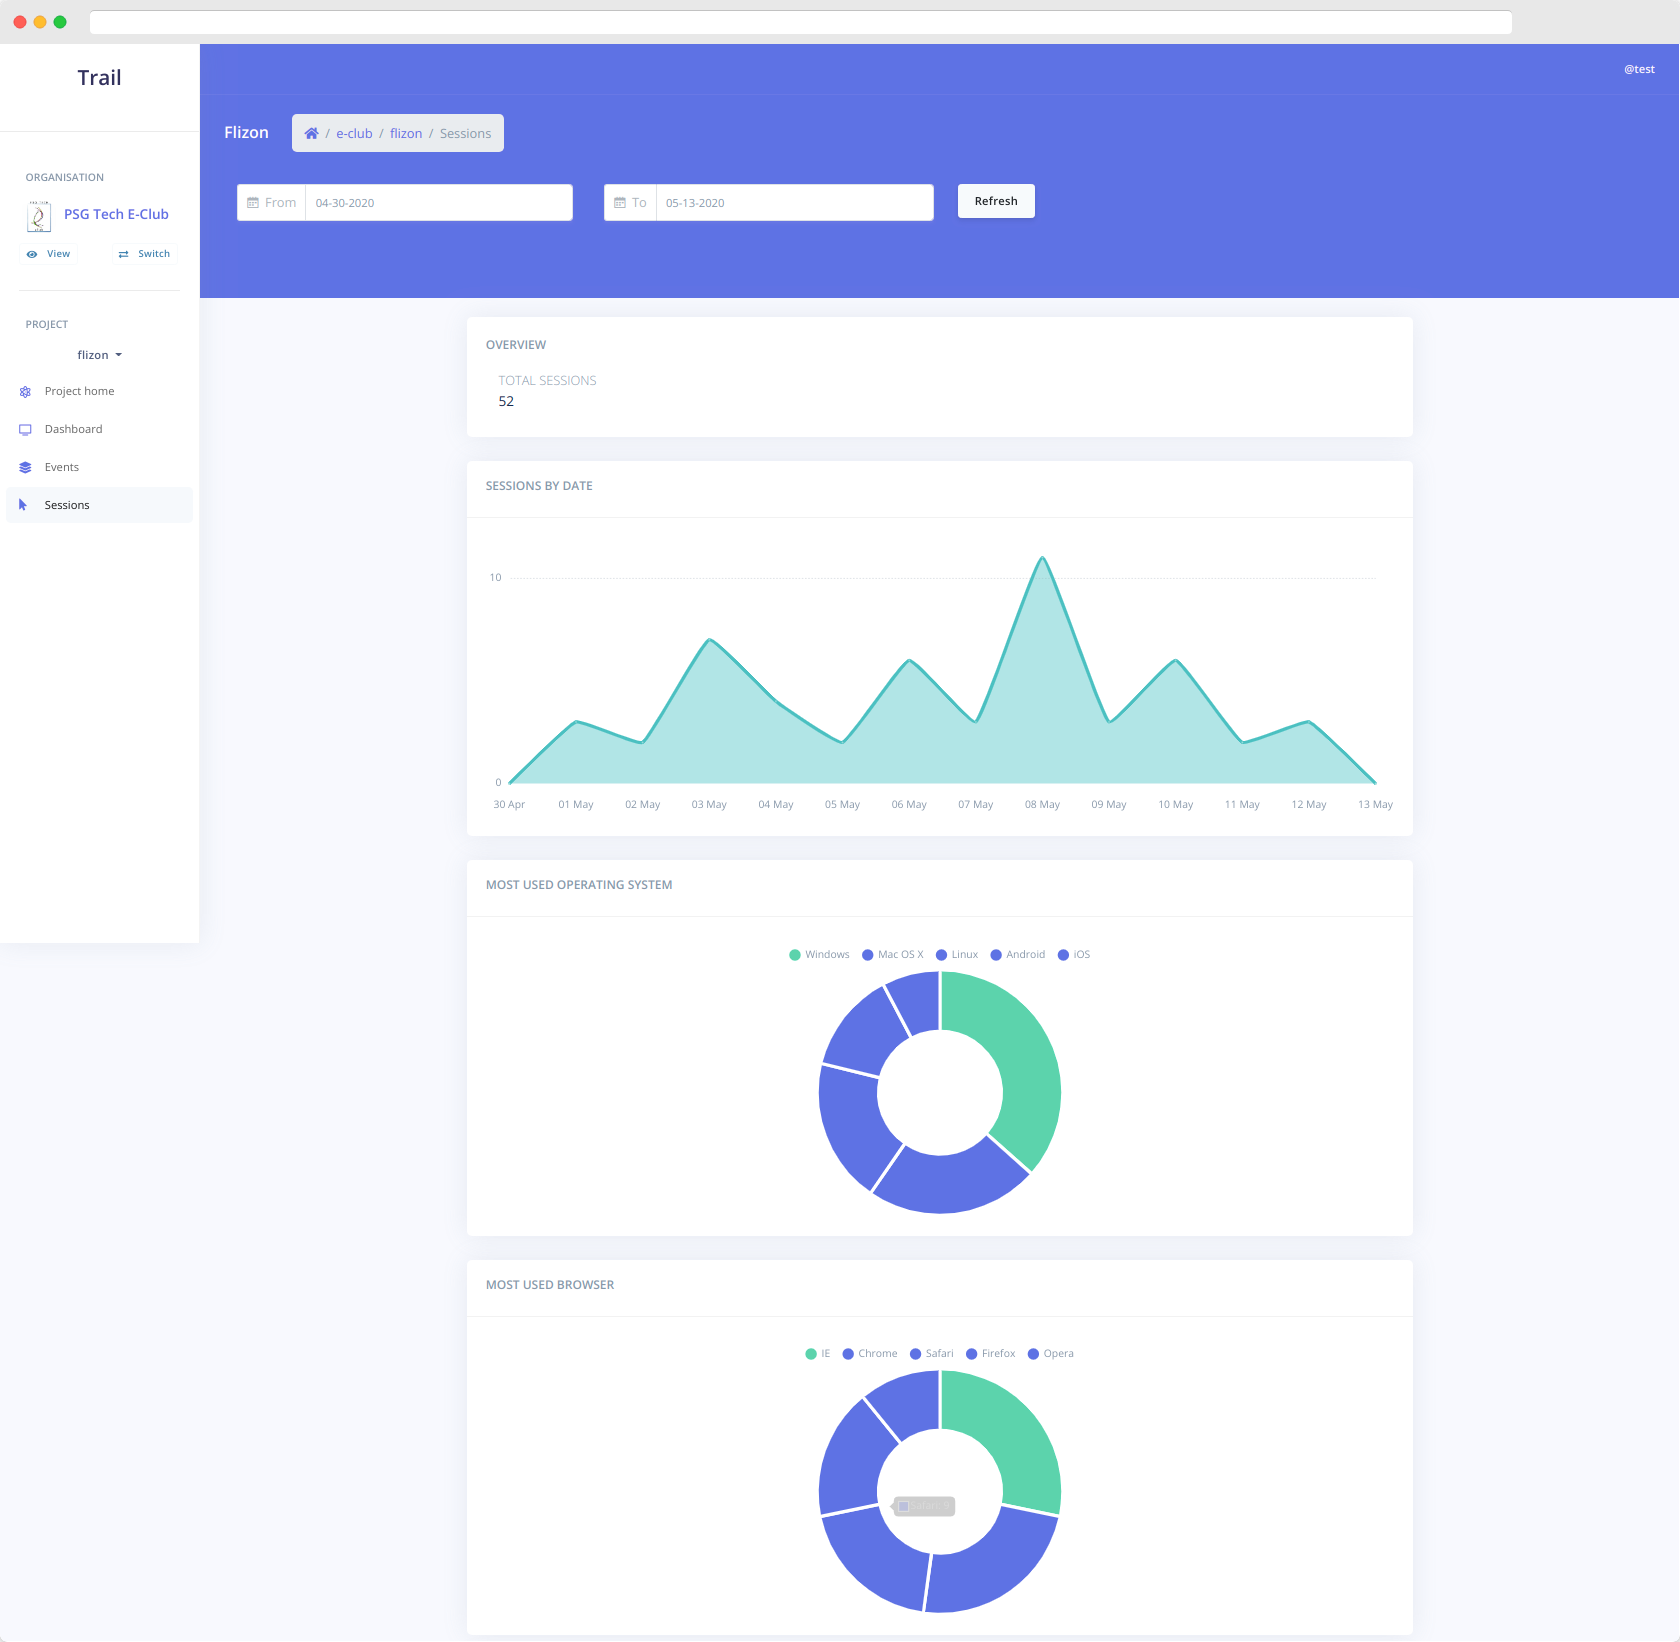 Trail
@test
Flizon
/ e-club / flizon / Sessions
From 04-30-2020
To 05-13-2020
Refresh
ORGANISATION
PSG Tech E-Club
View
Switch
PROJECT
flizon
Project home
Dashboard
Events
Sessions
OVERVIEW
TOTAL SESSIONS
52
SESSIONS BY DATE
10
0
30 Apr 01 May 02 May 03 May 04 May 05 May 06 May 07 May 08 May 09 May 10 May 11 May 12 May 13 May
MOST USED OPERATING SYSTEM
Windows Mac OS X Linux Android iOS
MOST USED BROWSER
IE Chrome Safari Firefox Opera